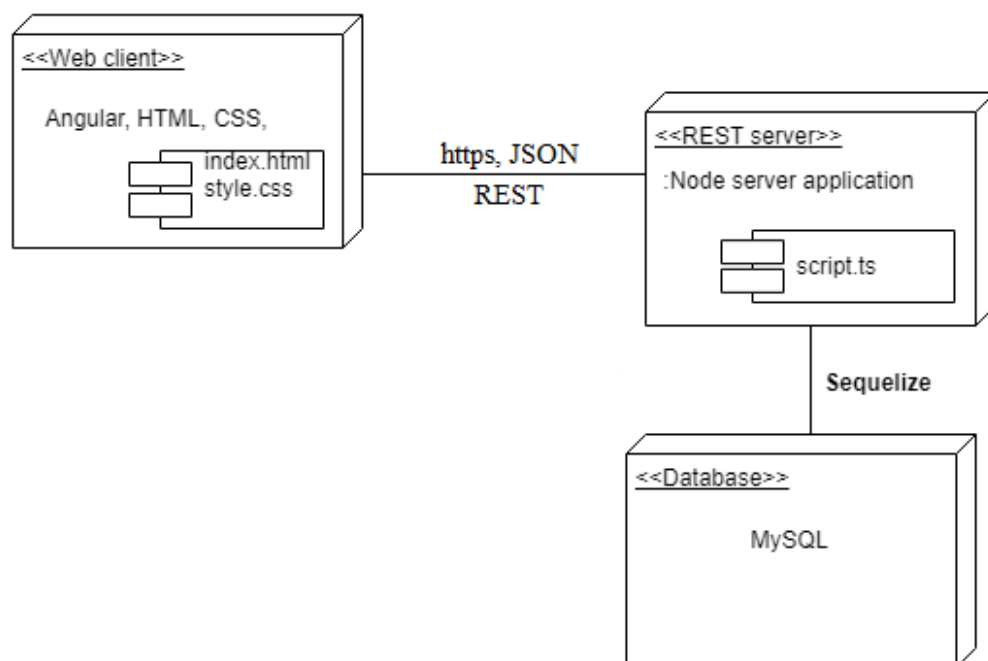 <<Web client>>
Angular, HTML, CSS,
index.html
style.css
https, JSON
REST
<<REST server>>
:Node server application
script.ts
Sequelize
<<Database>>
MySQL